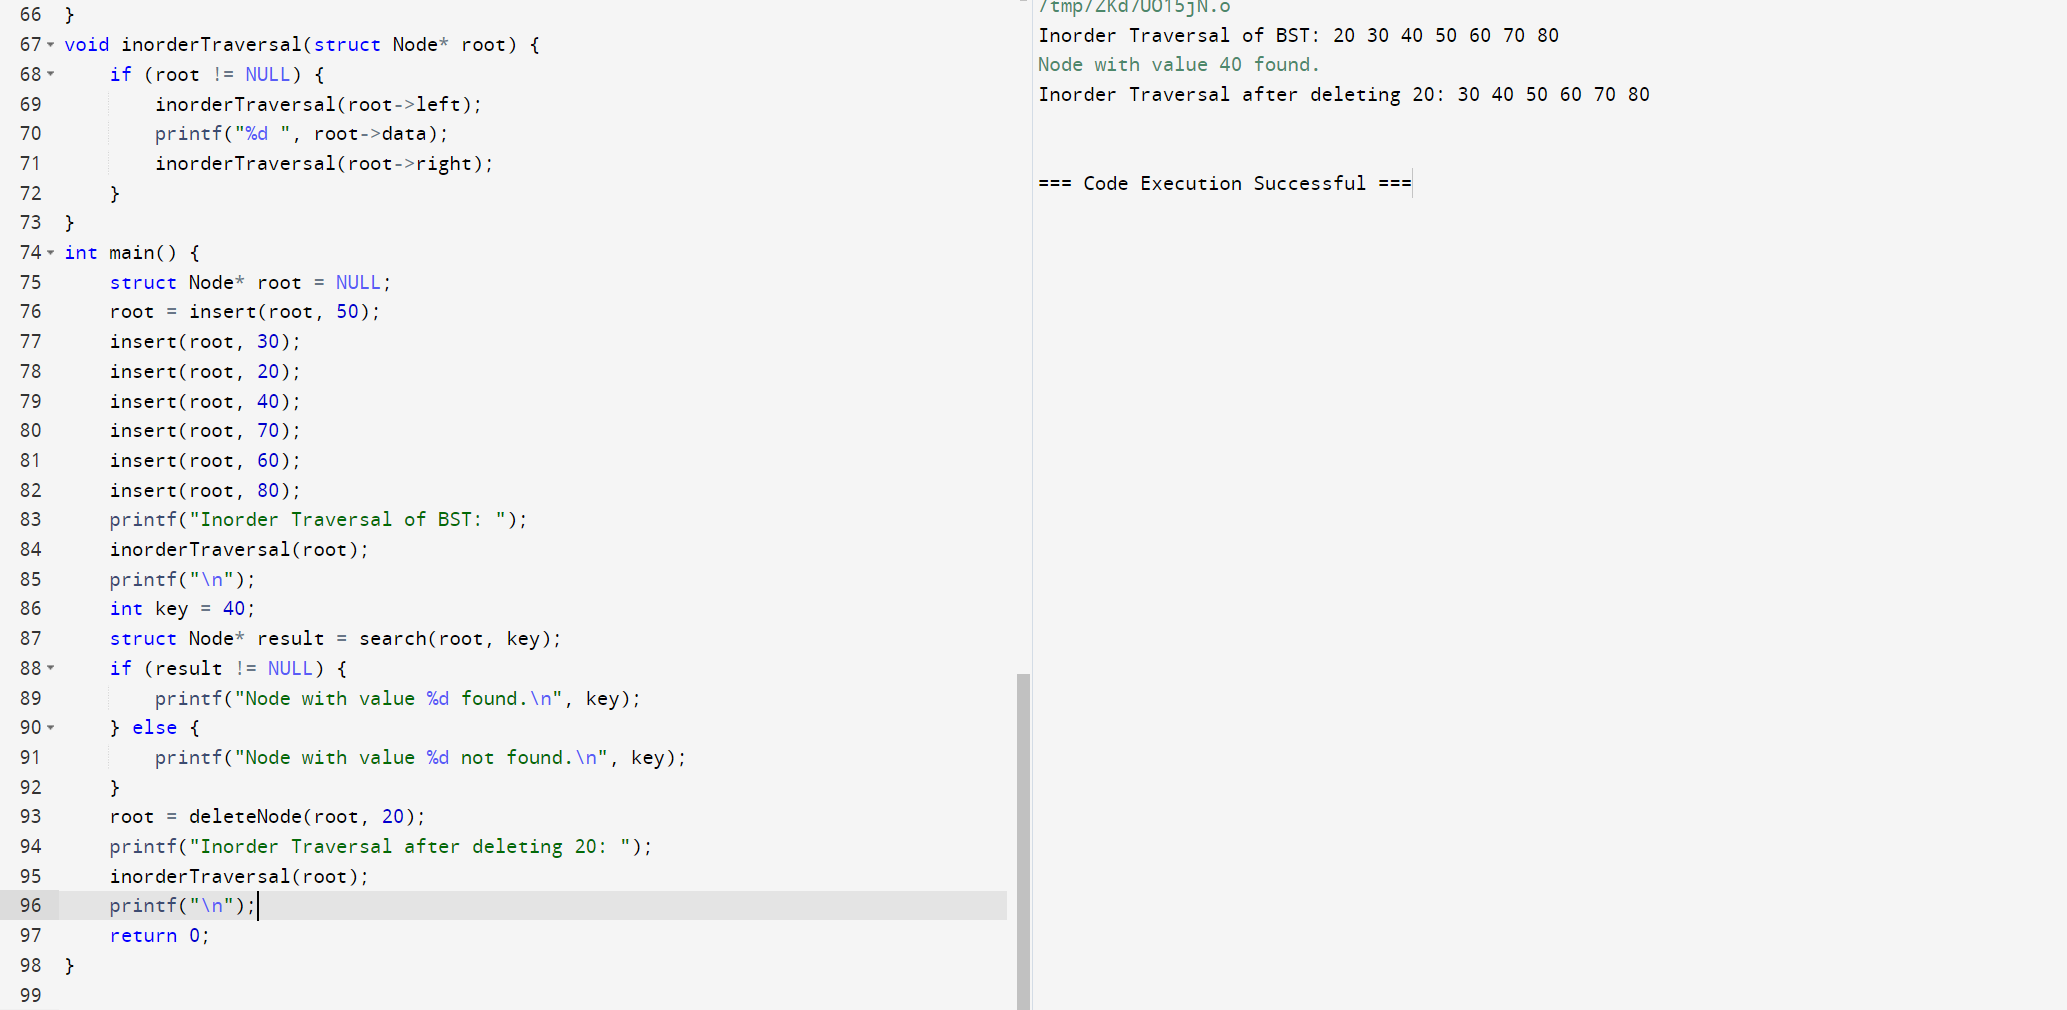 66 }
67 void inorderTraversal(struct Node* root) {
68     if (root != NULL) {
69         inorderTraversal(root->left);
70         printf("%d ", root->data);
71         inorderTraversal(root->right);
72     }
73 }
74 int main() {
75     struct Node* root = NULL;
76     root = insert(root, 50);
77     insert(root, 30);
78     insert(root, 20);
79     insert(root, 40);
80     insert(root, 70);
81     insert(root, 60);
82     insert(root, 80);
83     printf("Inorder Traversal of BST: ");
84     inorderTraversal(root);
85     printf("\n");
86     int key = 40;
87     struct Node* result = search(root, key);
88     if (result != NULL) {
89         printf("Node with value %d found.\n", key);
90     } else {
91         printf("Node with value %d not found.\n", key);
92     }
93     root = deleteNode(root, 20);
94     printf("Inorder Traversal after deleting 20: ");
95     inorderTraversal(root);
96     printf("\n");
97     return 0;
98 }
99
Inorder Traversal of BST: 20 30 40 50 60 70 80
Node with value 40 found.
Inorder Traversal after deleting 20: 30 40 50 60 70 80
=== Code Execution Successful ===